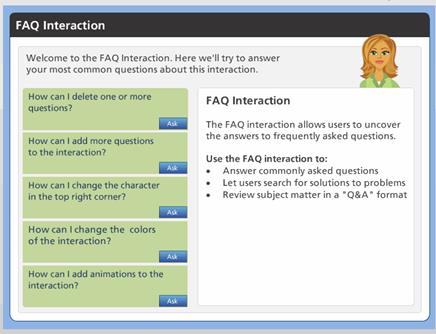 FAQ Interaction
Welcome to the FAQ Interaction. Here we'll try to answer
your most common questions about this interaction.
How can I delete one or more
questions?
Ask
How can I add more questions
to the interaction?
Ask
How can I change the character
in the top right corner?
Ask
How can I change the colors
of the interaction?
Ask
How can I add animations to the
interaction?
Ask
FAQ Interaction
The FAQ interaction allows users to uncover
the answers to frequently asked questions.
Use the FAQ interaction to:
• Answer commonly asked questions
• Let users search for solutions to problems
• Review subject matter in a "Q&A" format